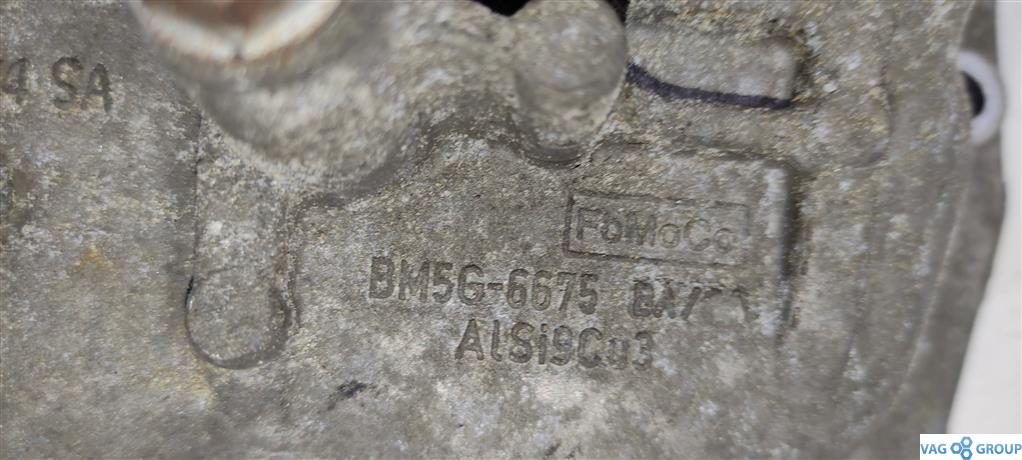 4 SA
FoMoCo
BM5G-6675
AlSi9Cu3
VAG GROUP